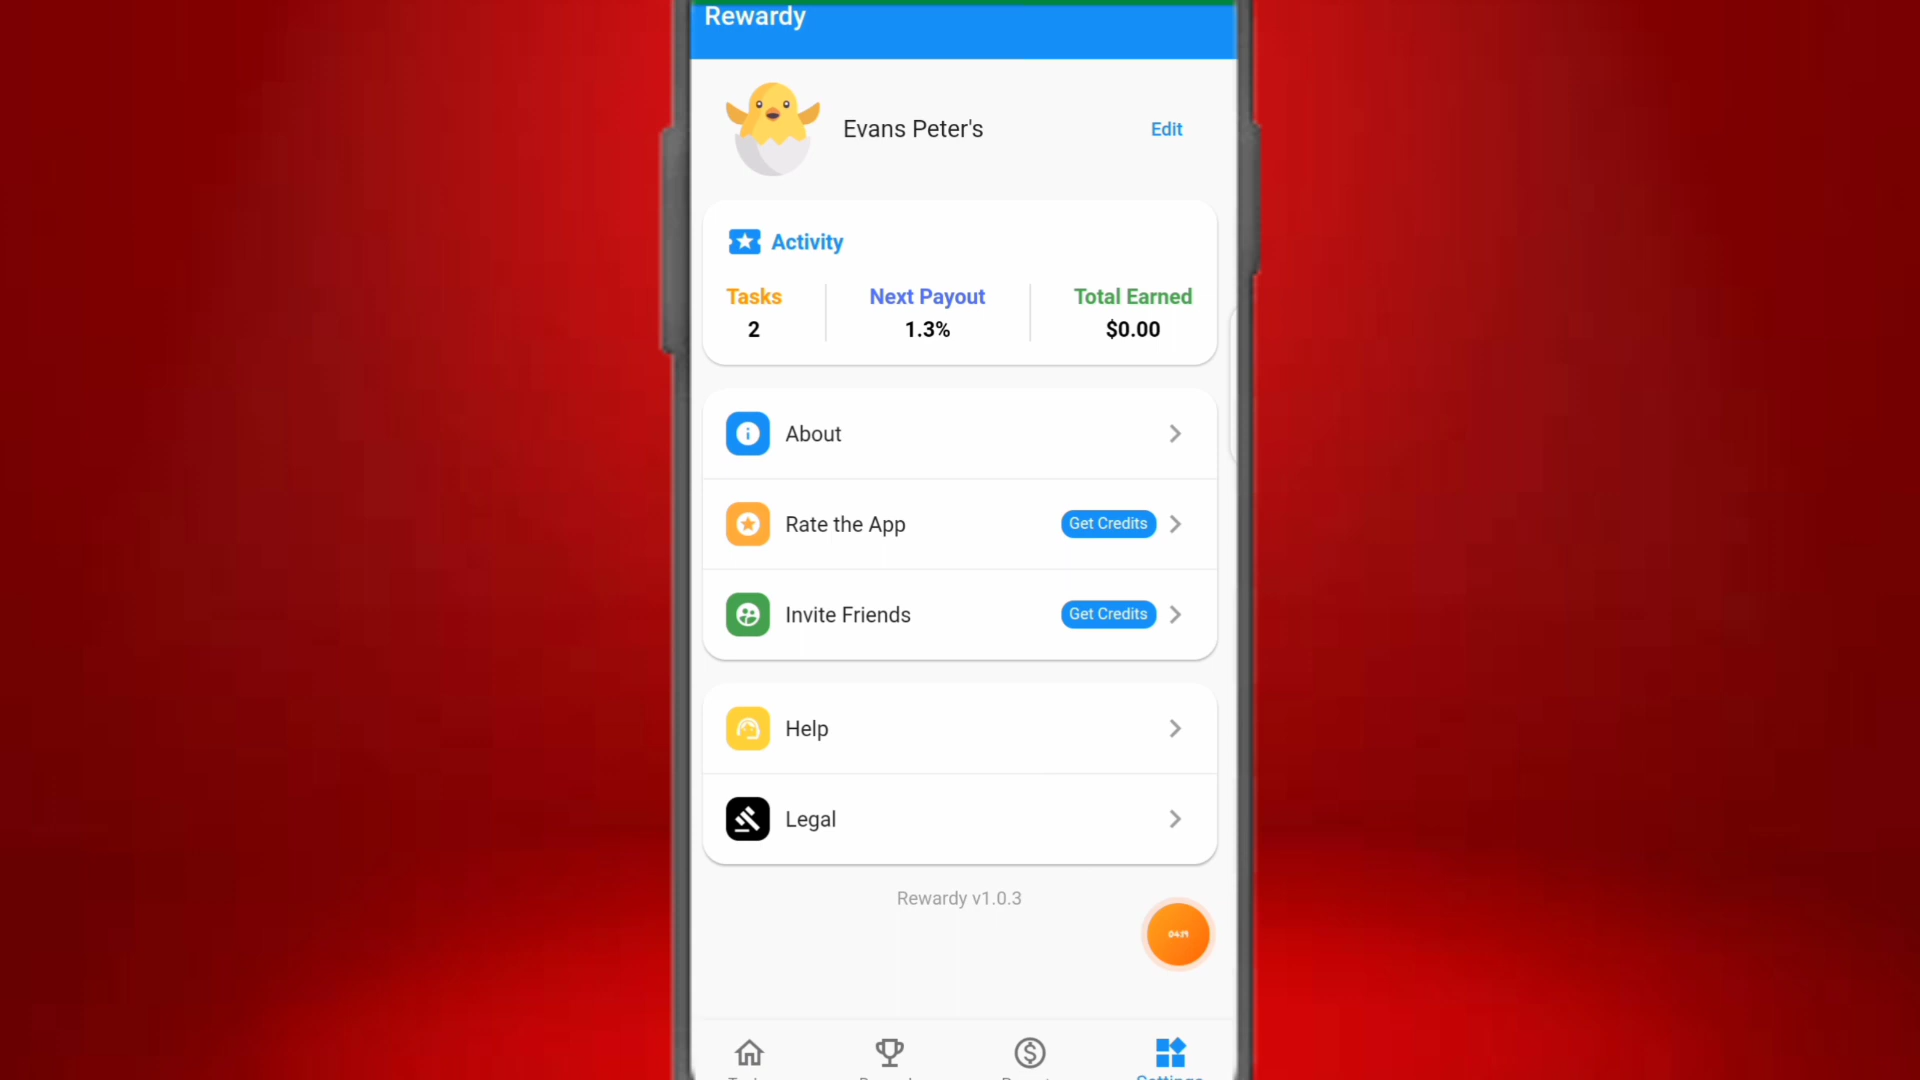 Rewardy
Evans Peter's
Edit
Activity
Tasks
Next Payout
Total Earned
2
1.3%
$0.00
About
Rate the App
Get Credits
Invite Friends
Get Credits
Help
Legal
Rewardy v1.0.3
Settings